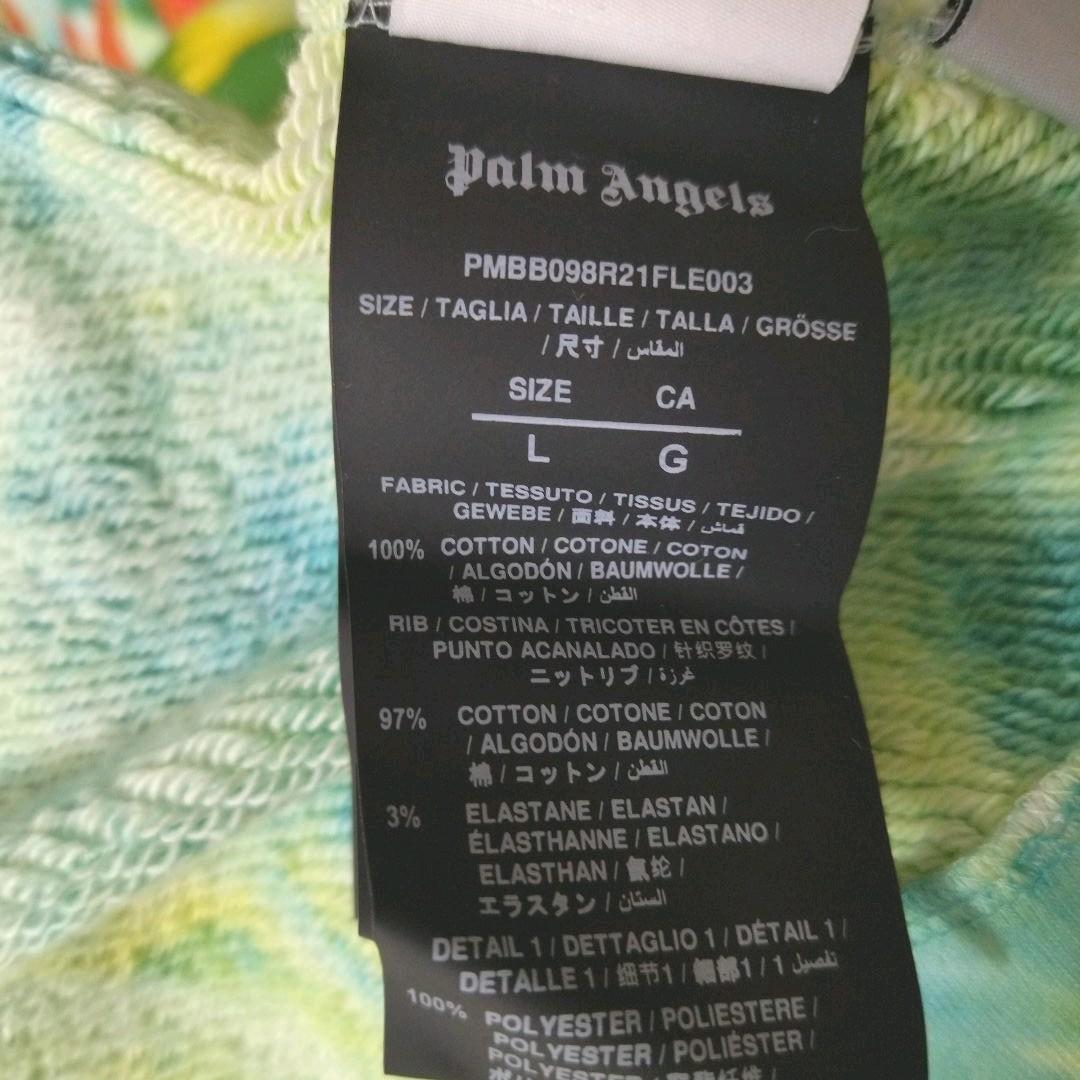 Palm Angels
PMBB098R21FLE003
SIZE / TAGLIA / TAILLE / TALLA / GRÖSSE
/ 尺寸 / المقاس
SIZE CA
L G
FABRIC / TESSUTO / TISSUS / TEJIDO /
GEWEBE / 面料 / 本体 / قماش
100% COTTON / COTONE / COTON
/ ALGODÓN / BAUMWOLLE /
棉 / コットン / القطن
RIB / COSTINA / TRICOTER EN CÔTES /
PUNTO ACANALADO / 针织罗纹 /
ニットリブ / غرزة
97% COTTON / COTONE / COTON
/ ALGODÓN / BAUMWOLLE /
棉 / コットン / القطن
3% ELASTANE / ELASTAN /
ÉLASTHANNE / ELASTANO /
ELASTHAN / 氨纶 /
エラスタン / الستان
DETAIL 1 / DETTAGLIO 1 / DÉTAIL 1 /
DETALLE 1 / 细节1 / 細部1 / 1 تفصيل
100% POLYESTER / POLIESTERE /
POLYESTER / POLIÉSTER /
POLYESTER /